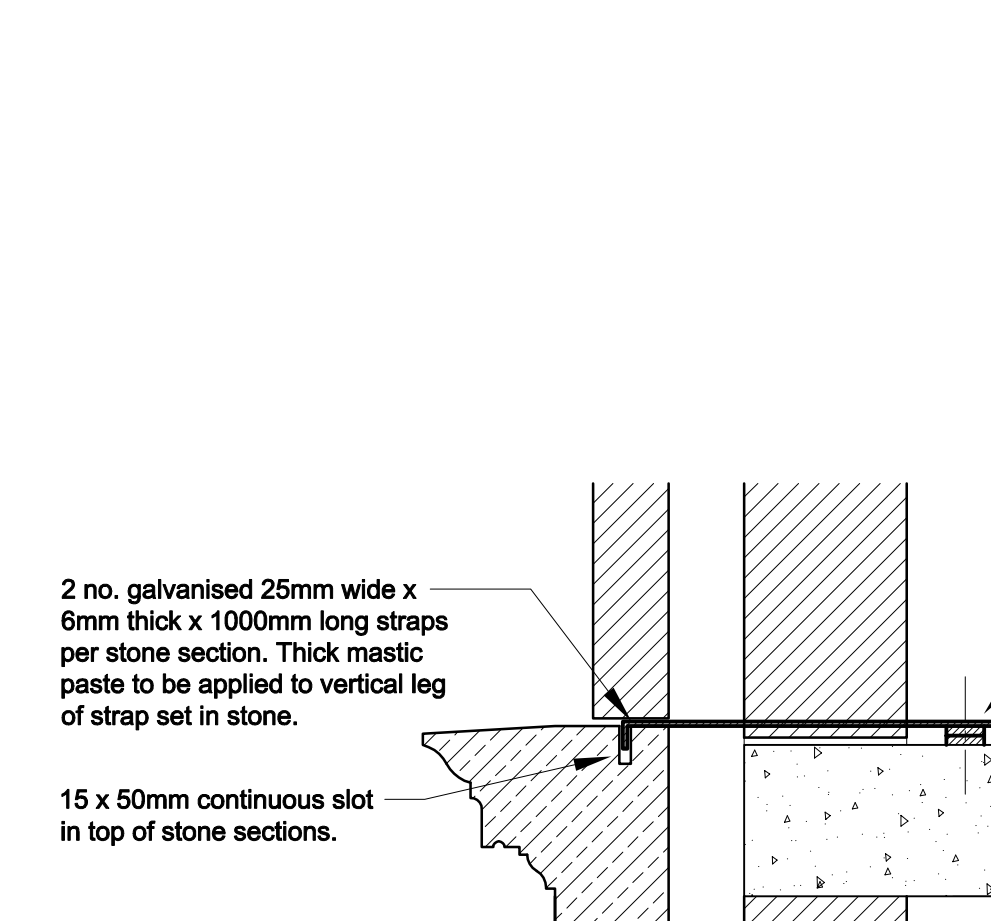 2 no. galvanised 25mm wide x
6mm thick x 1000mm long straps
per stone section. Thick mastic
paste to be applied to vertical leg
of strap set in stone.
15 x 50mm continuous slot
in top of stone sections.